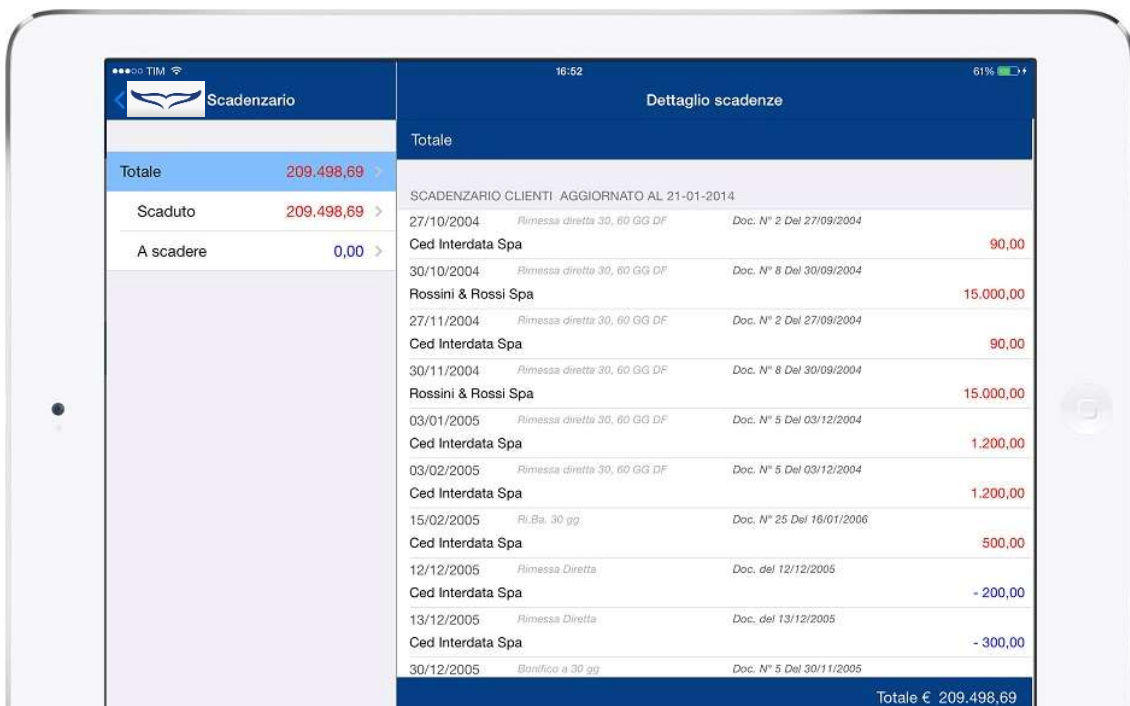 TIM 16:52 61%
Scadenzario
Dettaglio scadenze
Totale 209.498,69
Scaduto 209.498,69
A scadere 0,00
Totale
SCADENZARIO CLIENTI AGGIORNATO AL 21-01-2014
27/10/2004 Rimessa diretta 30, 60 GG DF Doc. N° 2 Del 27/09/2004
Ced Interdata Spa 90,00
30/10/2004 Rimessa diretta 30, 60 GG DF Doc. N° 8 Del 30/09/2004
Rossini & Rossi Spa 15.000,00
27/11/2004 Rimessa diretta 30, 60 GG DF Doc. N° 2 Del 27/09/2004
Ced Interdata Spa 90,00
30/11/2004 Rimessa diretta 30, 60 GG DF Doc. N° 8 Del 30/09/2004
Rossini & Rossi Spa 15.000,00
03/01/2005 Rimessa diretta 30, 60 GG DF Doc. N° 5 Del 03/12/2004
Ced Interdata Spa 1.200,00
03/02/2005 Rimessa diretta 30, 60 GG DF Doc. N° 5 Del 03/12/2004
Ced Interdata Spa 1.200,00
15/02/2005 Ri.Ba. 30 gg Doc. N° 25 Del 16/01/2006
Ced Interdata Spa 500,00
12/12/2005 Rimessa Diretta Doc. del 12/12/2005
Ced Interdata Spa - 200,00
13/12/2005 Rimessa Diretta Doc. del 13/12/2005
Ced Interdata Spa - 300,00
30/12/2005 Bonifico a 30 gg Doc. N° 5 Del 30/11/2005
Totale € 209.498,69